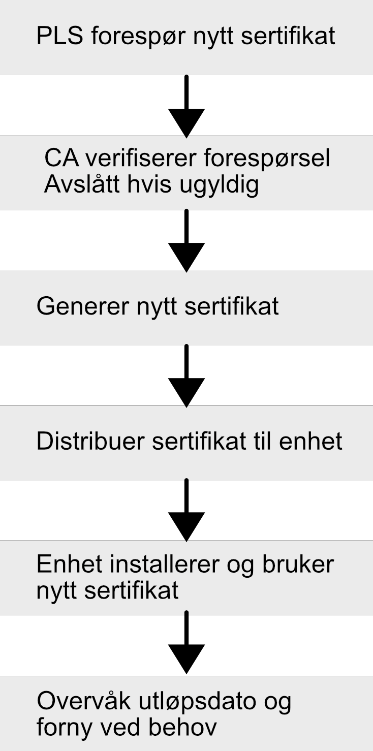 PLS forespør nytt sertifikat
CA verifiserer forespørsel
Avslått hvis ugyldig
Generer nytt sertifikat
Distribuer sertifikat til enhet
Enhet installerer og bruker
nytt sertifikat
Overvåk utløpsdato og
forny ved behov